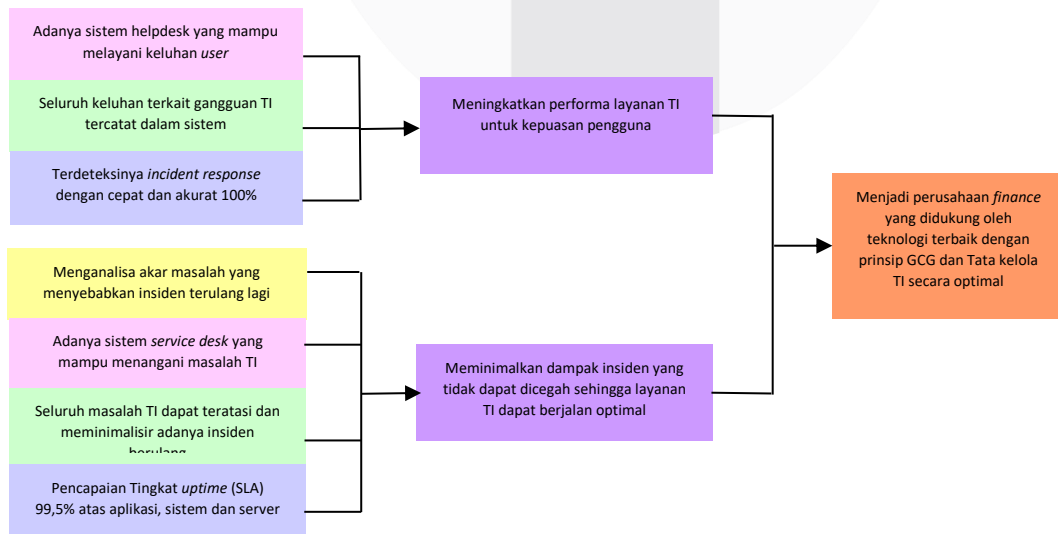 Adanya sistem helpdesk yang mampu
melayani keluhan user
Seluruh keluhan terkait gangguan TI
tercatat dalam sistem
Terdeteksinya incident response
dengan cepat dan akurat 100%
Meningkatkan performa layanan TI
untuk kepuasan pengguna
Menganalisa akar masalah yang
menyebabkan insiden terulang lagi
Adanya sistem service desk yang
mampu menangani masalah TI
Seluruh masalah TI dapat teratasi dan
meminimalisir adanya insiden
berulang
Pencapaian Tingkat uptime (SLA)
99,5% atas aplikasi, sistem dan server
Meminimalkan dampak insiden yang
tidak dapat dicegah sehingga layanan
TI dapat berjalan optimal
Menjadi perusahaan finance
yang didukung oleh
teknologi terbaik dengan
prinsip GCG dan Tata kelola
TI secara optimal